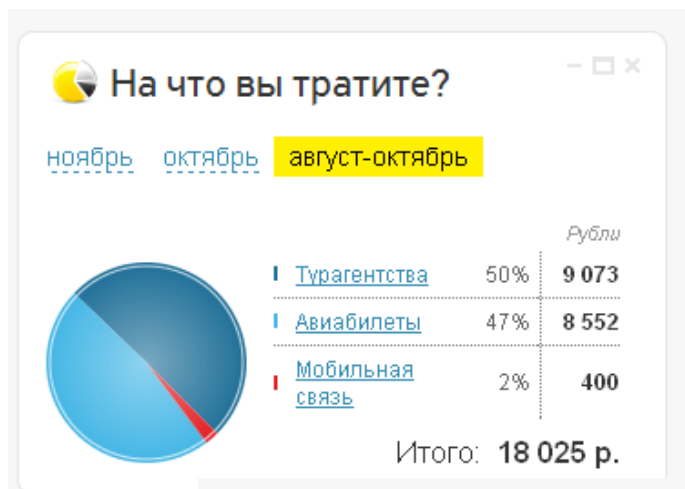 На что вы тратите?
ноябрь октябрь август-октябрь
Рубли
Турагентства 50% 9 073
Авиабилеты 47% 8 552
Мобильная
связь 2% 400
Итого: 18 025 р.